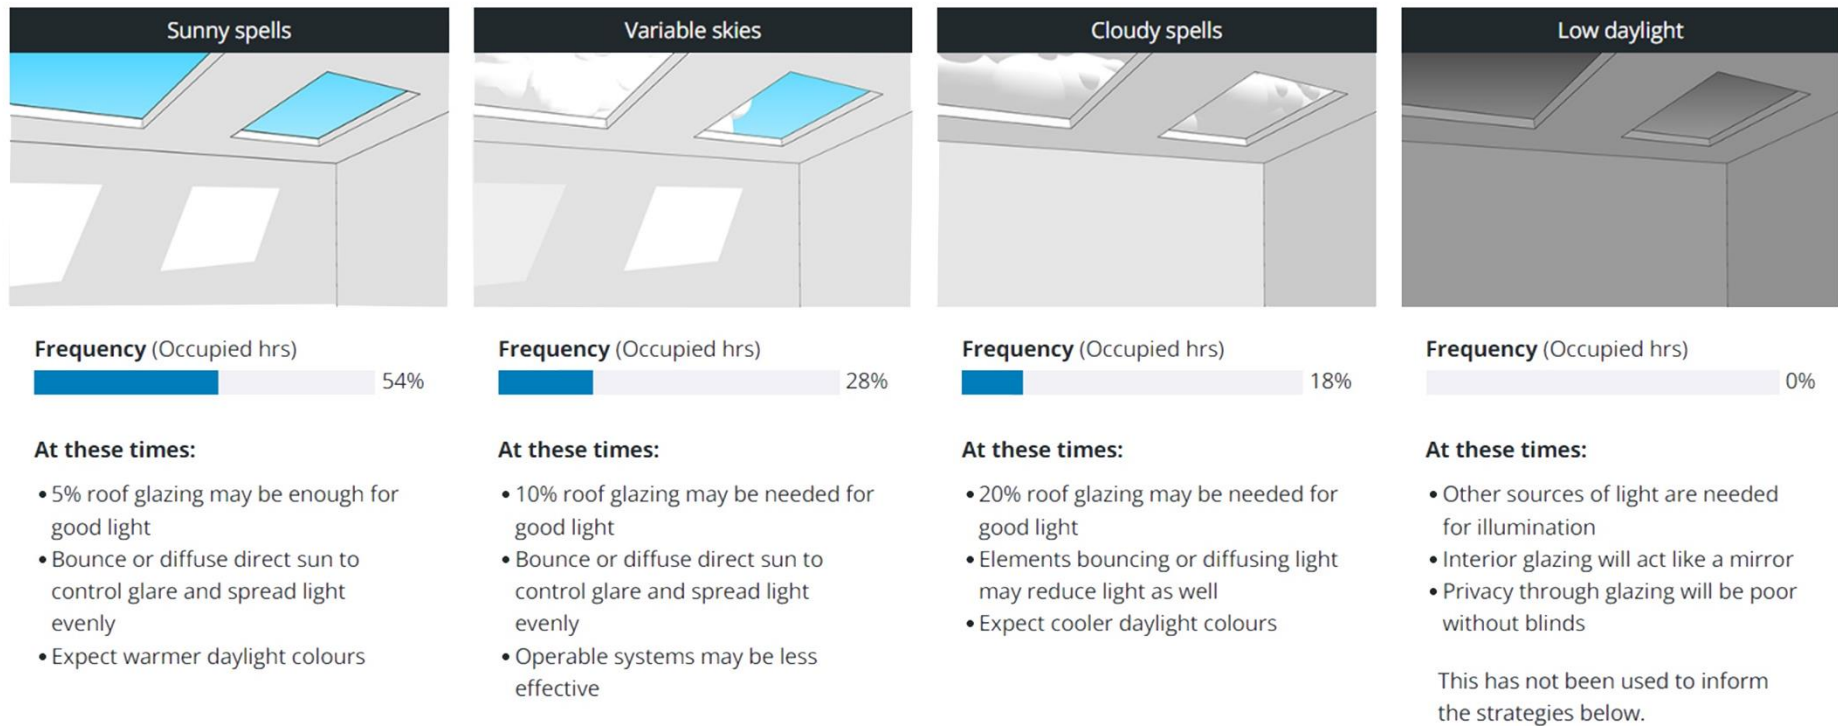 Sunny spells
Frequency (Occupied hrs)
54%
At these times:
• 5% roof glazing may be enough for
good light
• Bounce or diffuse direct sun to
control glare and spread light
evenly
• Expect warmer daylight colours
Variable skies
Frequency (Occupied hrs)
28%
At these times:
• 10% roof glazing may be needed for
good light
• Bounce or diffuse direct sun to
control glare and spread light
evenly
• Operable systems may be less
effective
Cloudy spells
Frequency (Occupied hrs)
18%
At these times:
• 20% roof glazing may be needed for
good light
• Elements bouncing or diffusing light
may reduce light as well
• Expect cooler daylight colours
Low daylight
Frequency (Occupied hrs)
0%
At these times:
• Other sources of light are needed
for illumination
• Interior glazing will act like a mirror
• Privacy through glazing will be poor
without blinds
This has not been used to inform
the strategies below.